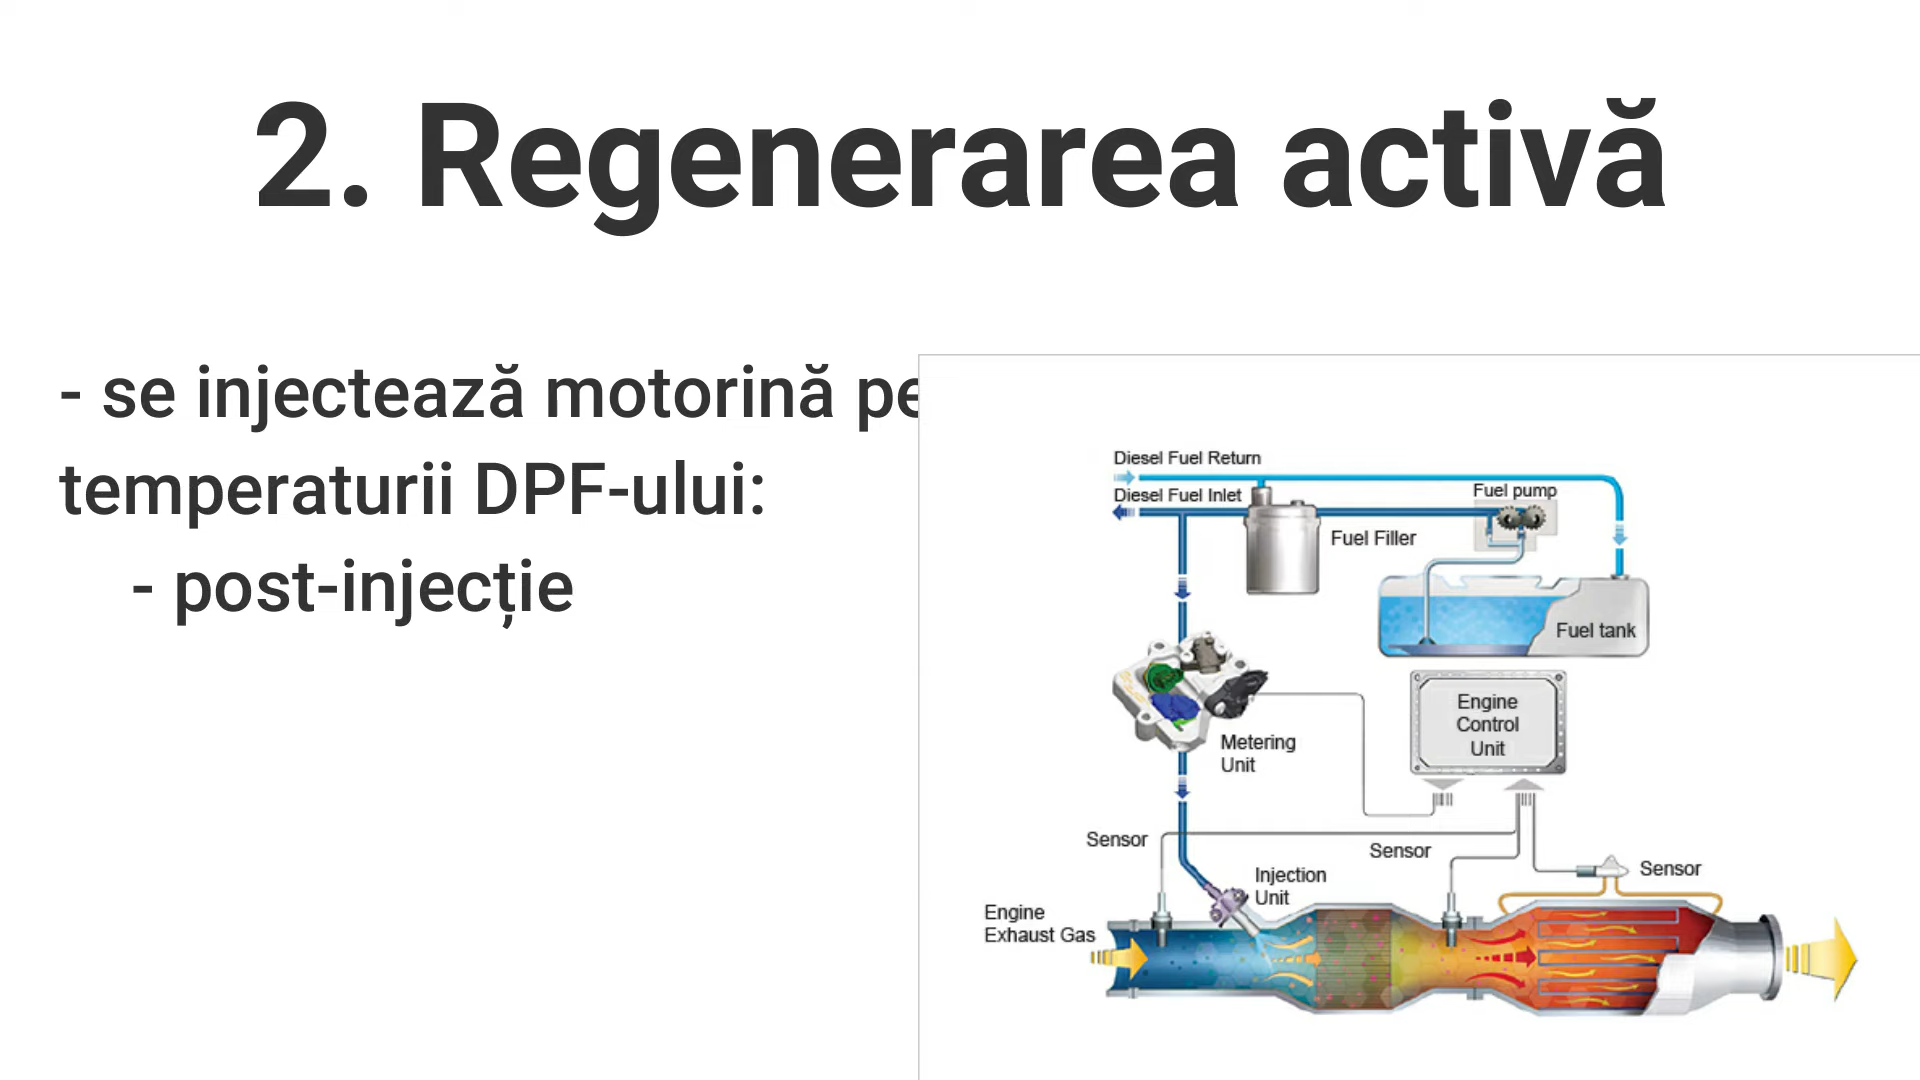 2. Regenerarea activă
- se injectează motorină pe
temperaturii DPF-ului:
- post-injecție
Diesel Fuel Return
Diesel Fuel Inlet
Fuel pump
Fuel Filler
Fuel tank
Engine
Control
Unit
Metering
Unit
Sensor
Sensor
Sensor
Injection
Unit
Engine
Exhaust Gas